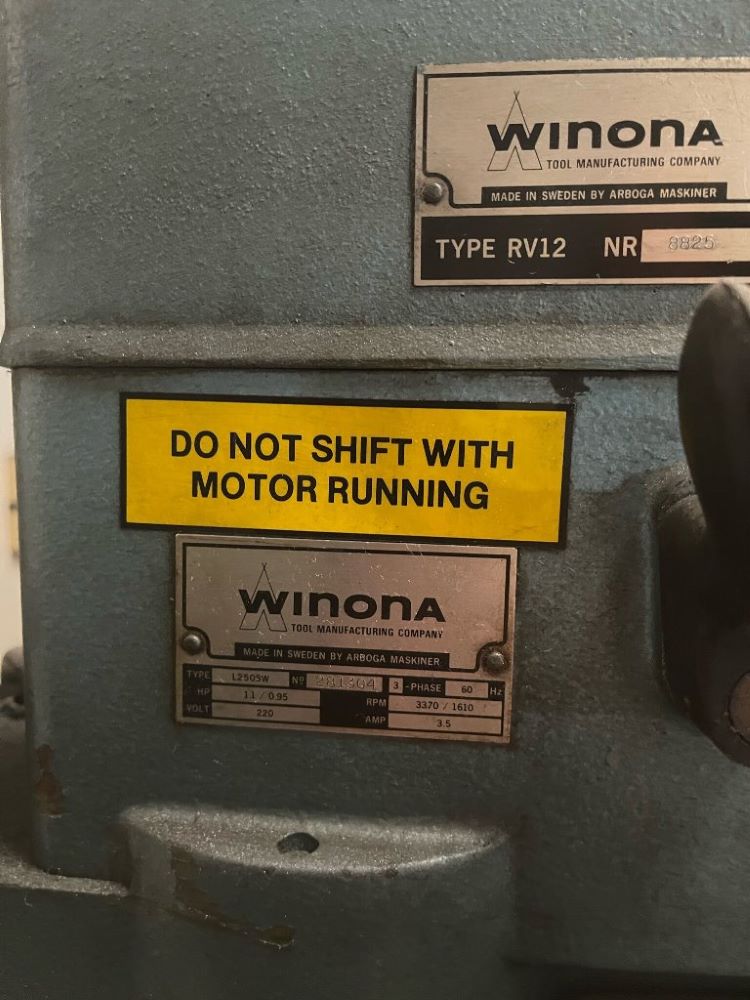 WINONA
TOOL MANUFACTURING COMPANY
MADE IN SWEDEN BY ARBOGA MASKINER
TYPE RV12 NR 8825
DO NOT SHIFT WITH
MOTOR RUNNING
WINONA
TOOL MANUFACTURING COMPANY
MADE IN SWEDEN BY ARBOGA MASKINER
TYPE L2505W Nº 281304 3 -PHASE 60 Hz
HP 1.1 / 0.95 RPM 3370 / 1610
VOLT 220 AMP 3.5